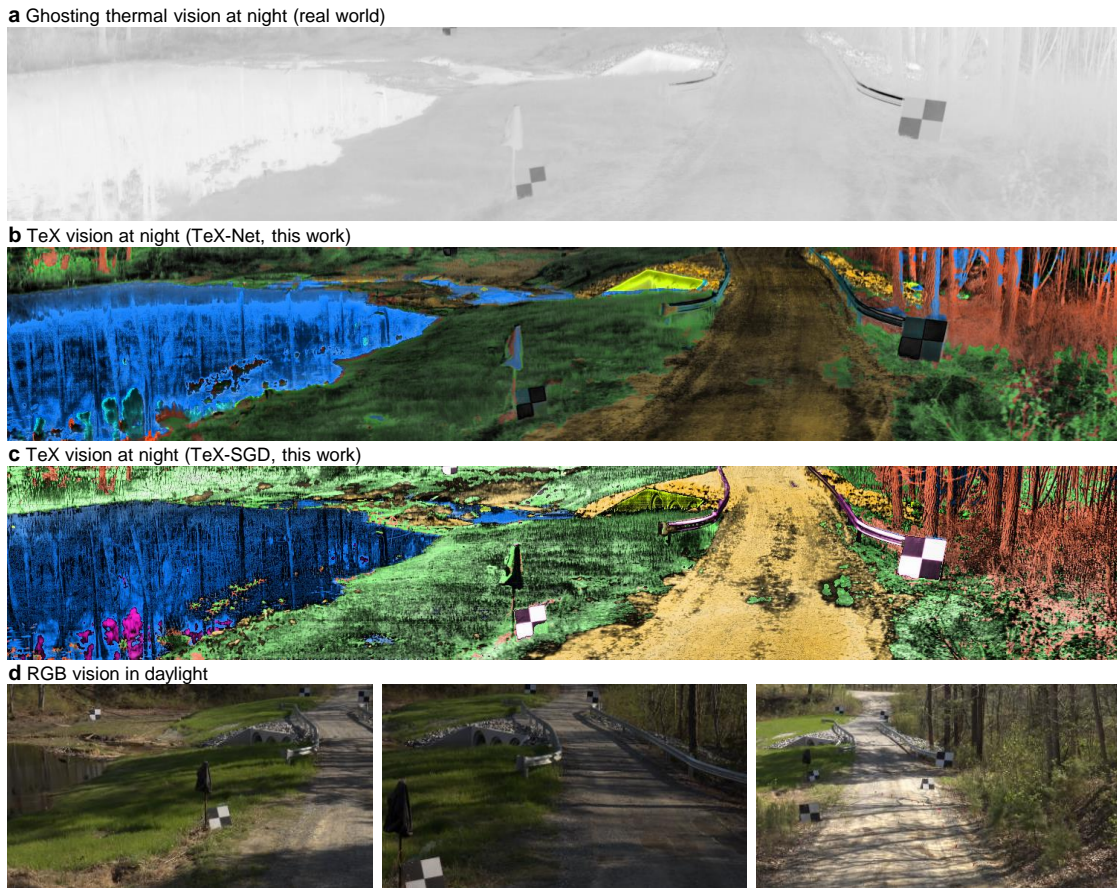 a Ghosting thermal vision at night (real world)
b TeX vision at night (TeX-Net, this work)
c TeX vision at night (TeX-SGD, this work)
d RGB vision in daylight